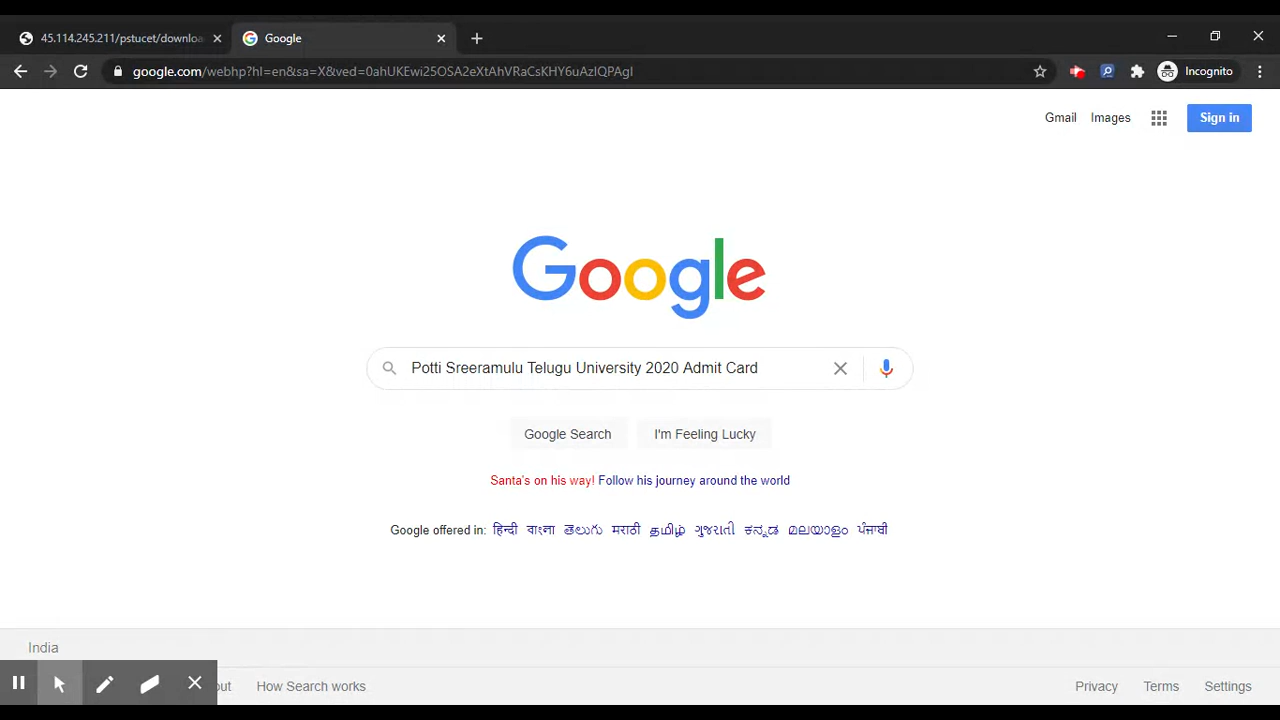 45.114.245.211/pstucet/downlo
Google
google.com/webhp?hl=en&sa=X&ved=0ahUKEwi25OSA2eXtAhVRaCsKHY6uAzIQPAgI
Incognito
Gmail Images Sign in
Google
Potti Sreeramulu Telugu University 2020 Admit Card
Google Search I'm Feeling Lucky
Santa's on his way! Follow his journey around the world
Google offered in: हिन्दी বাংলা తెలుగు मराठी தமிழ் ગુજરાતી ಕನ್ನಡ മലയാളം ਪੰਜਾਬੀ
India
out How Search works Privacy Terms Settings